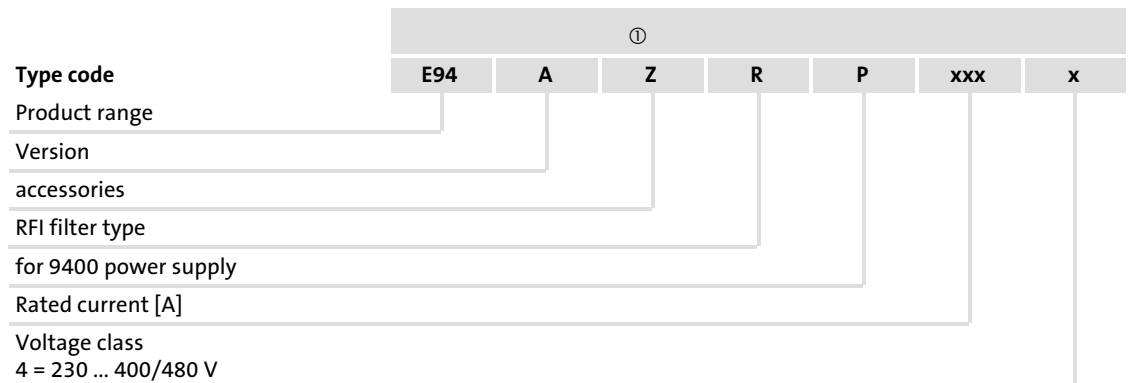 ①
Type code E94 A Z R P xxx x
Product range
Version
accessories
RFI filter type
for 9400 power supply
Rated current [A]
Voltage class
4 = 230 ... 400/480 V